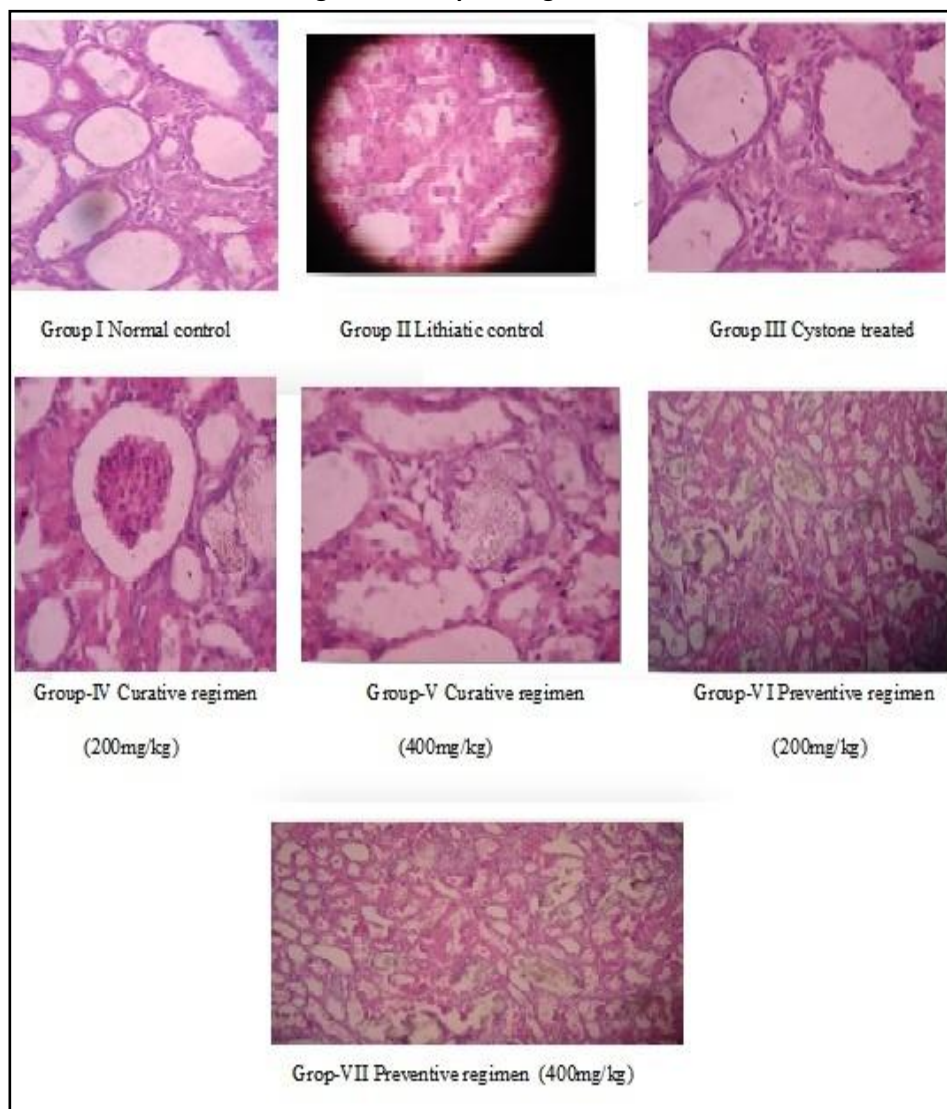 Group I Normal control
Group II Lithiatic control
Group III Cystone treated
Group-IV Curative regimen
(200mg/kg)
Group-V Curative regimen
(400mg/kg)
Group-VI Preventive regimen
(200mg/kg)
Grop-VII Preventive regimen (400mg/kg)